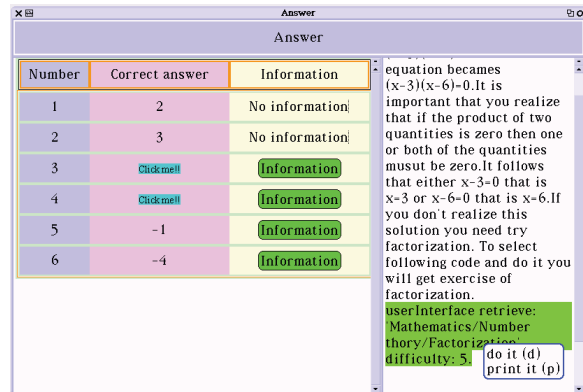 Answer
Answer
Number Correct answer Information
1 2 No information
2 3 No information
3 Click me!! Information
4 Click me!! Information
5 -1 Information
6 -4 Information
equation becames
(x-3)(x-6)=0.It is
important that you realize
that if the product of two
quantities is zero then one
or both of the quantities
musut be zero.It follows
that either x-3=0 that is
x=3 or x-6=0 that is x=6.If
you don't realize this
solution you need try
factorization. To select
following code and do it you
will get exercise of
factorization.
userInterface retrieve:
'Mathematics/Number
thory/Factorization'
difficulty: 5.
do it (d)
print it (p)